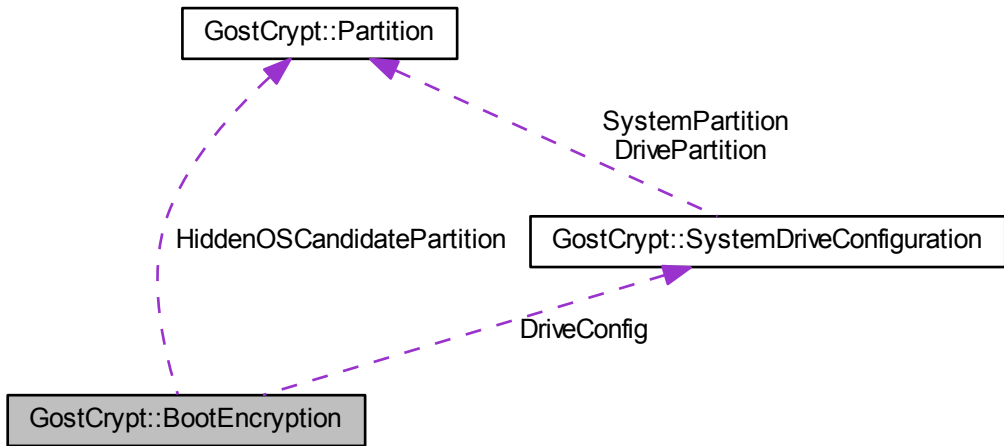 GostCrypt::Partition
SystemPartition
DrivePartition
HiddenOSCandidatePartition
GostCrypt::SystemDriveConfiguration
DriveConfig
GostCrypt::BootEncryption